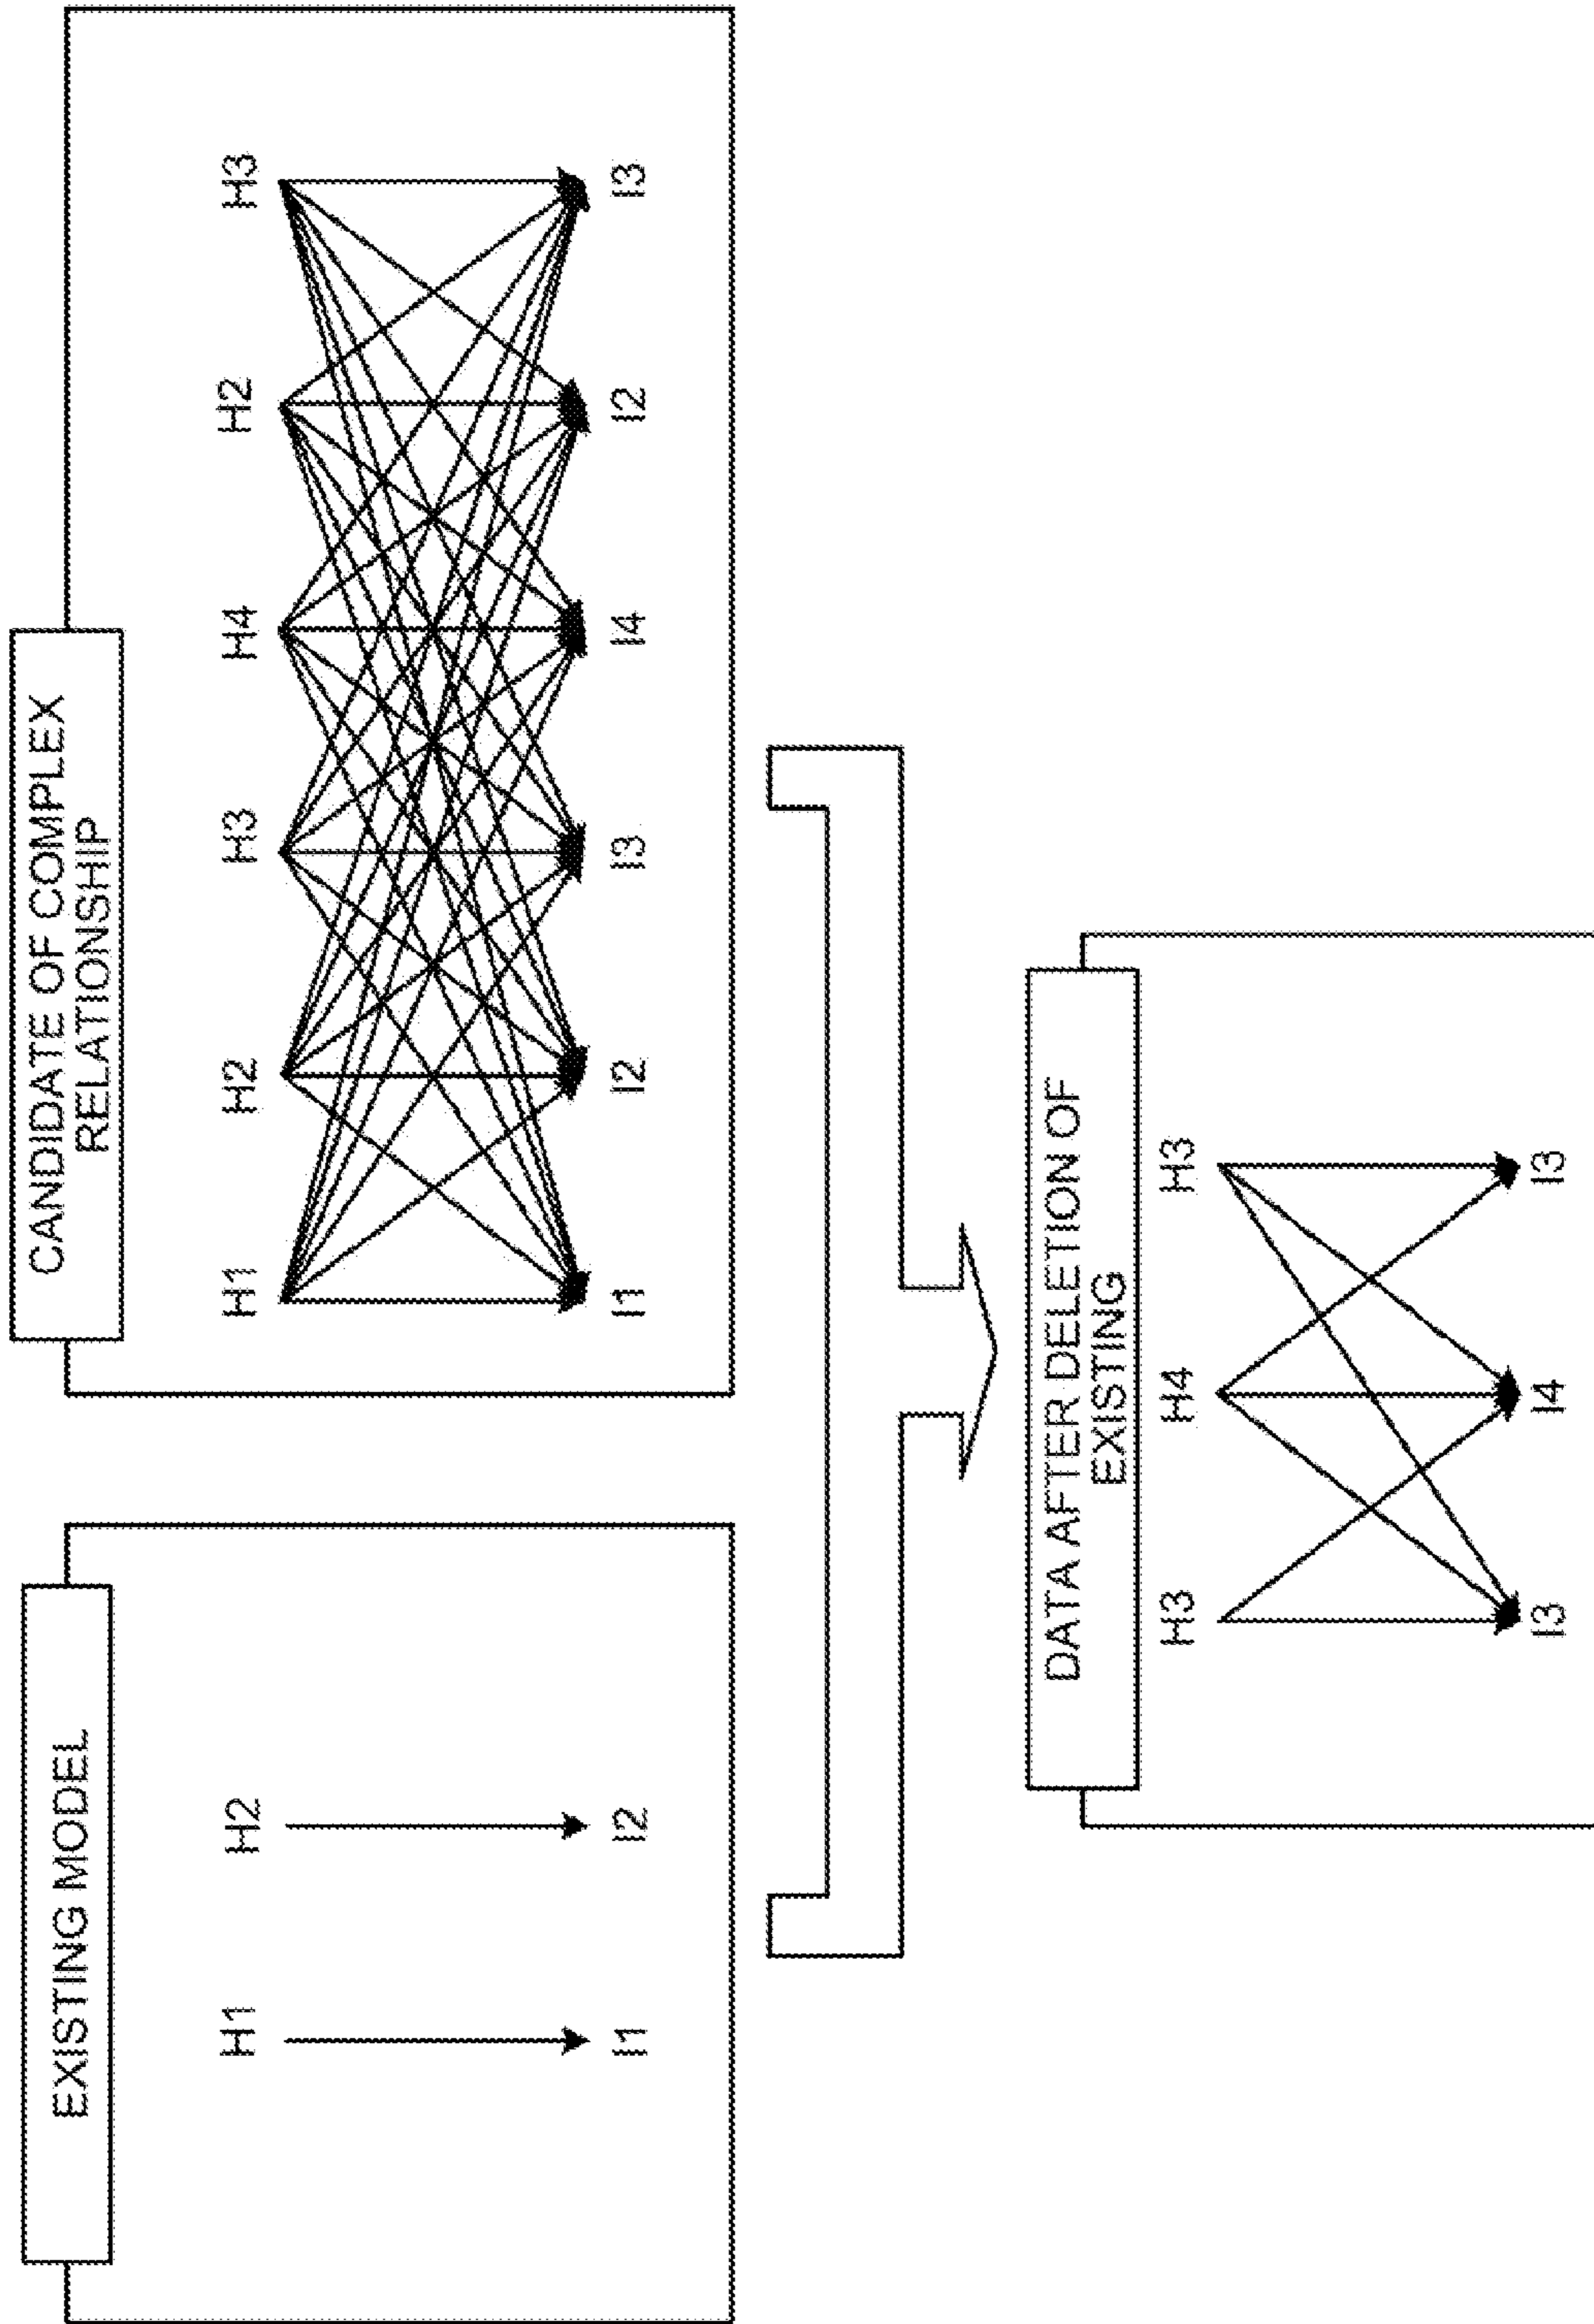 EXISTING MODEL
H1 H2
I1 I2
CANDIDATE OF COMPLEX
RELATIONSHIP
H1 H2 H3 H4 H2 H3
I1 I2 I3 I4 I2 I3
DATA AFTER DELETION OF
EXISTING
H3 H4 H3
I3 I4 I3